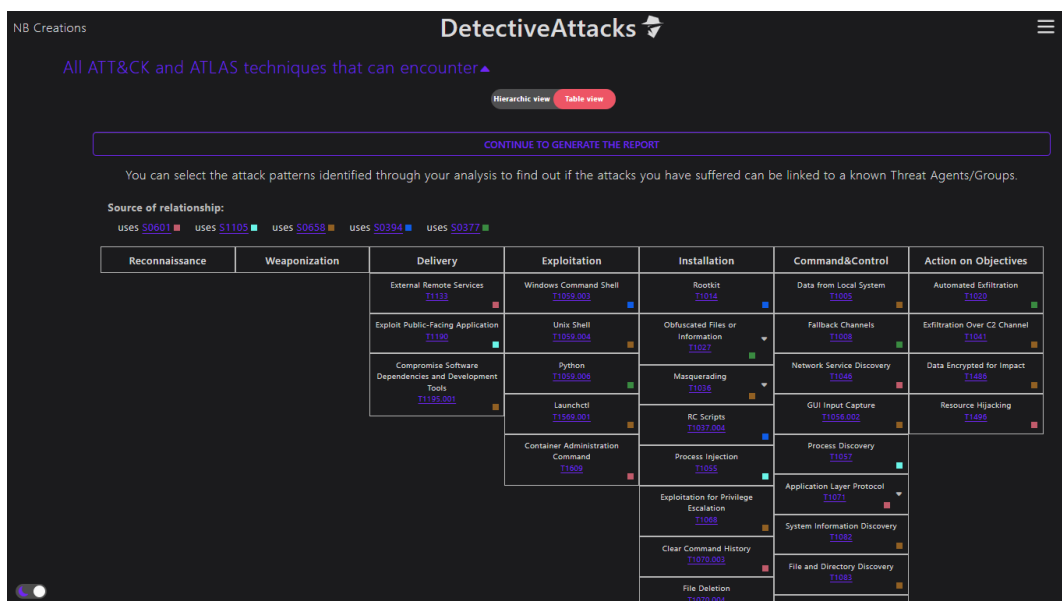 NB Creations
DetectiveAttacks
All ATT&CK and ATLAS techniques that can encounter
Hierarchic view Table view
CONTINUE TO GENERATE THE REPORT
You can select the attack patterns identified through your analysis to find out if the attacks you have suffered can be linked to a known Threat Agents/Groups.
Source of relationship:
uses S0601 uses S1105 uses S0658 uses S0394 uses S0377
Reconnaissance Weaponization Delivery Exploitation Installation Command&Control Action on Objectives
External Remote Services
T1133
Exploit Public-Facing Application
T1190
Compromise Software
Dependencies and Development
Tools
T1195.001
Windows Command Shell
T1059.003
Unix Shell
T1059.004
Python
T1059.006
Launchctl
T1569.001
Container Administration
Command
T1609
Rootkit
T1014
Obfuscated Files or
Information
T1027
Masquerading
T1036
RC Scripts
T1037.004
Process Injection
T1055
Exploitation for Privilege
Escalation
T1068
Clear Command History
T1070.003
File Deletion
T1070.004
Data from Local System
T1005
Fallback Channels
T1008
Network Service Discovery
T1046
GUI Input Capture
T1056.002
Process Discovery
T1057
Application Layer Protocol
T1071
System Information Discovery
T1082
File and Directory Discovery
T1083
Automated Exfiltration
T1020
Exfiltration Over C2 Channel
T1041
Data Encrypted for Impact
T1486
Resource Hijacking
T1496